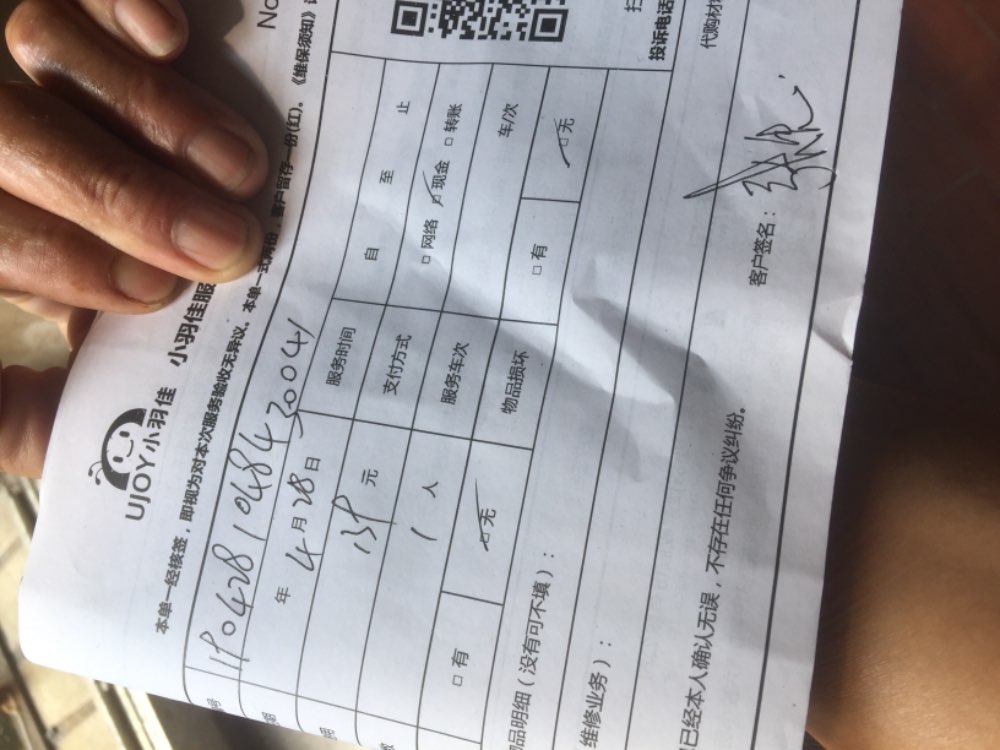 UJOY小羽佳 小羽佳服
No
本单一经核签,即视为对本次服务验收无异议。本单一式两份,客户留存一份(红)。《维保须知》
号
年 4月28日 服务时间 自 至 止
元 支付方式 □ 网络 ☑ 现金 □ 转账
1 人 服务车次 车/次
□ 有 ☑ 无 物品损坏 □ 有 ☑ 无
品明细(没有可不填):
维修业务):
投诉电话
代购材
已经本人确认无误,不存在任何争议纠纷。 客户签名: